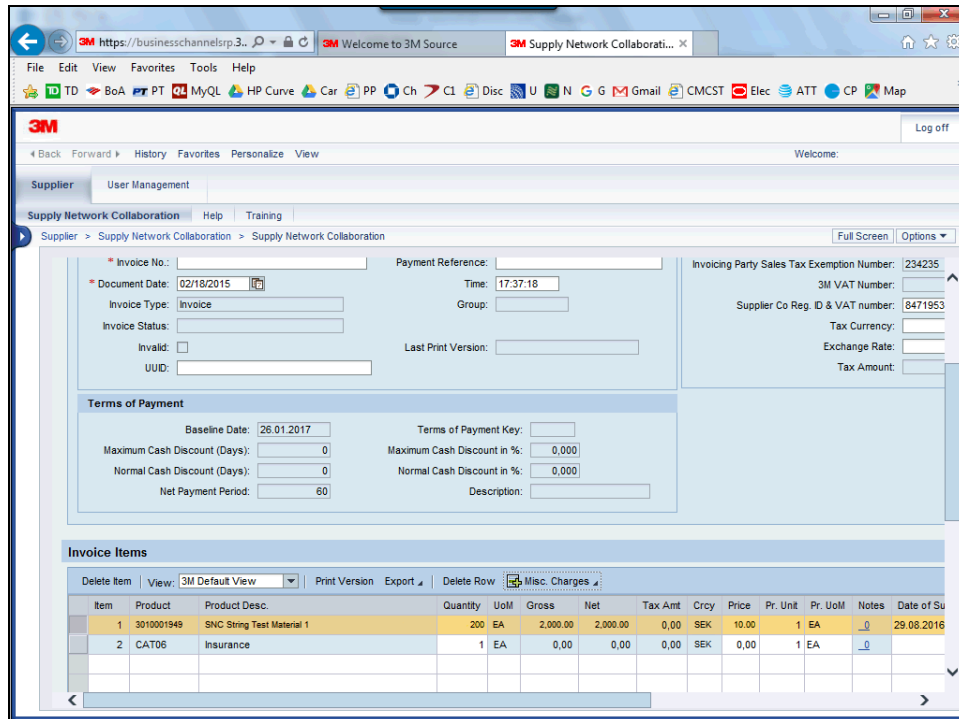 3M https://businesschannelsrp.3.. 3M Welcome to 3M Source 3M Supply Network Collaborati... ×
File Edit View Favorites Tools Help
TD TD BoA PT PT QL MyQL HP Curve Car PP Ch C1 Disc U N G G Gmail CMCST Elec ATT CP Map
3M Log off
Back Forward History Favorites Personalize View Welcome:
Supplier User Management
Supply Network Collaboration Help Training
Supplier > Supply Network Collaboration > Supply Network Collaboration Full Screen Options
* Invoice No.: Payment Reference: Invoicing Party Sales Tax Exemption Number: 234235
* Document Date: 02/18/2015 Time: 17:37:18 3M VAT Number:
Invoice Type: Invoice Group: Supplier Co Reg. ID & VAT number: 8471953
Invoice Status: Tax Currency:
Invalid: Last Print Version: Exchange Rate:
UUID: Tax Amount:
Terms of Payment
Baseline Date: 26.01.2017 Terms of Payment Key:
Maximum Cash Discount (Days): 0 Maximum Cash Discount in %: 0,000
Normal Cash Discount (Days): 0 Normal Cash Discount in %: 0,000
Net Payment Period: 60 Description:
Invoice Items
Delete Item View: 3M Default View Print Version Export Delete Row Misc. Charges
Item Product Product Desc. Quantity UoM Gross Net Tax Amt Crcy Price Pr. Unit Pr. UoM Notes Date of Su
1 3010001949 SNC String Test Material 1 200 EA 2,000.00 2,000.00 0,00 SEK 10.00 1 EA 0 29.08.2016
2 CAT06 Insurance 1 EA 0,00 0,00 0,00 SEK 0,00 1 EA 0